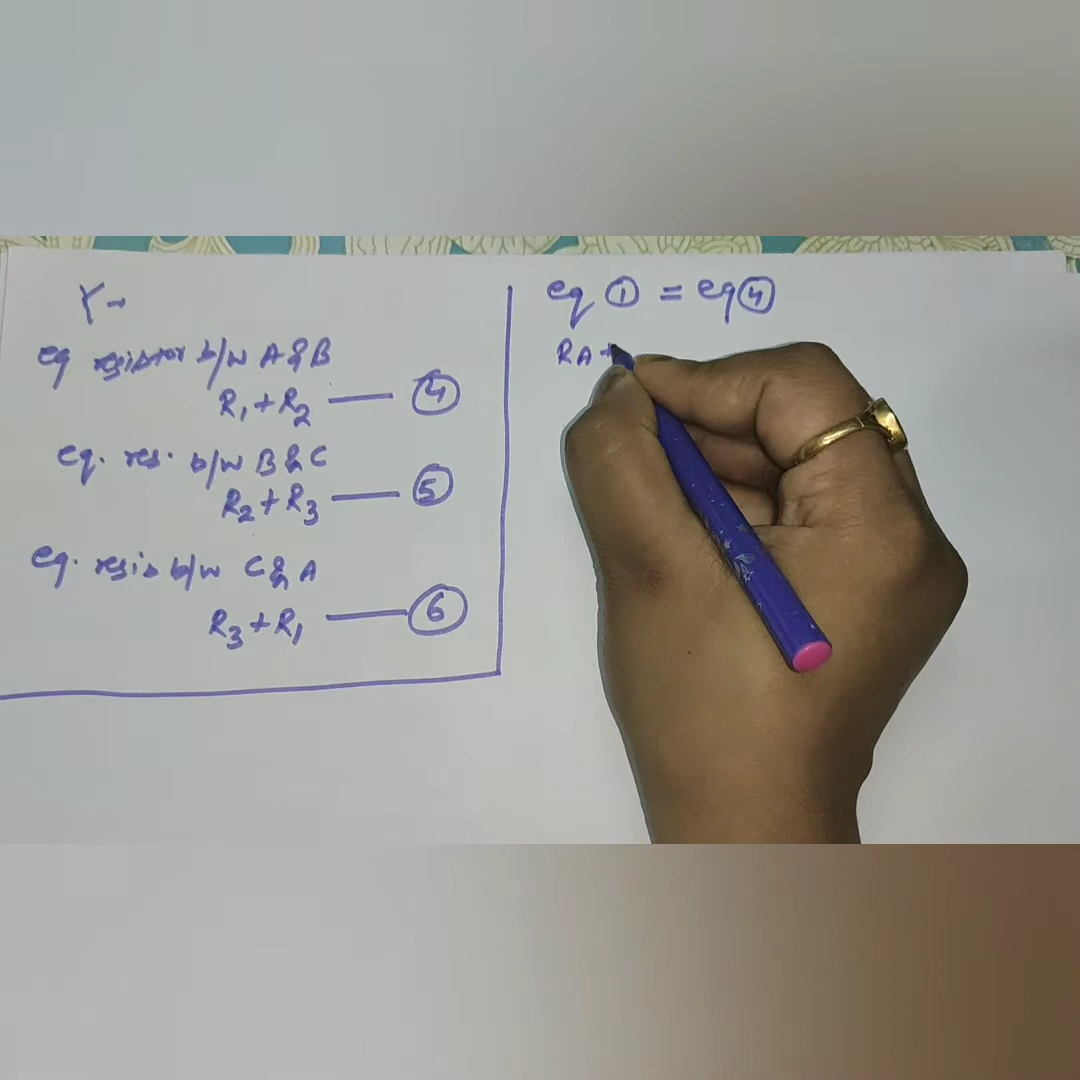 Y →
eq resistor b/w A & B
R₁ + R₂ — ④
eq. res. b/w B & C
R₂ + R₃ — ⑤
eq. resis b/w C & A
R₃ + R₁ — ⑥
eq ① = eq ④
RA +